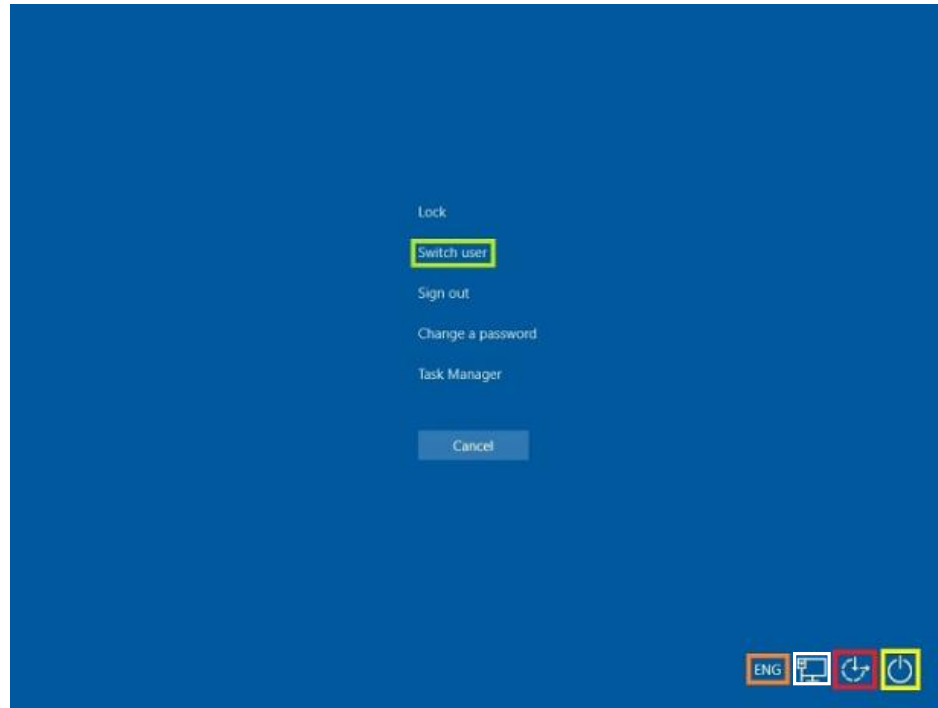 Lock
Switch user
Sign out
Change a password
Task Manager
Cancel
ENG